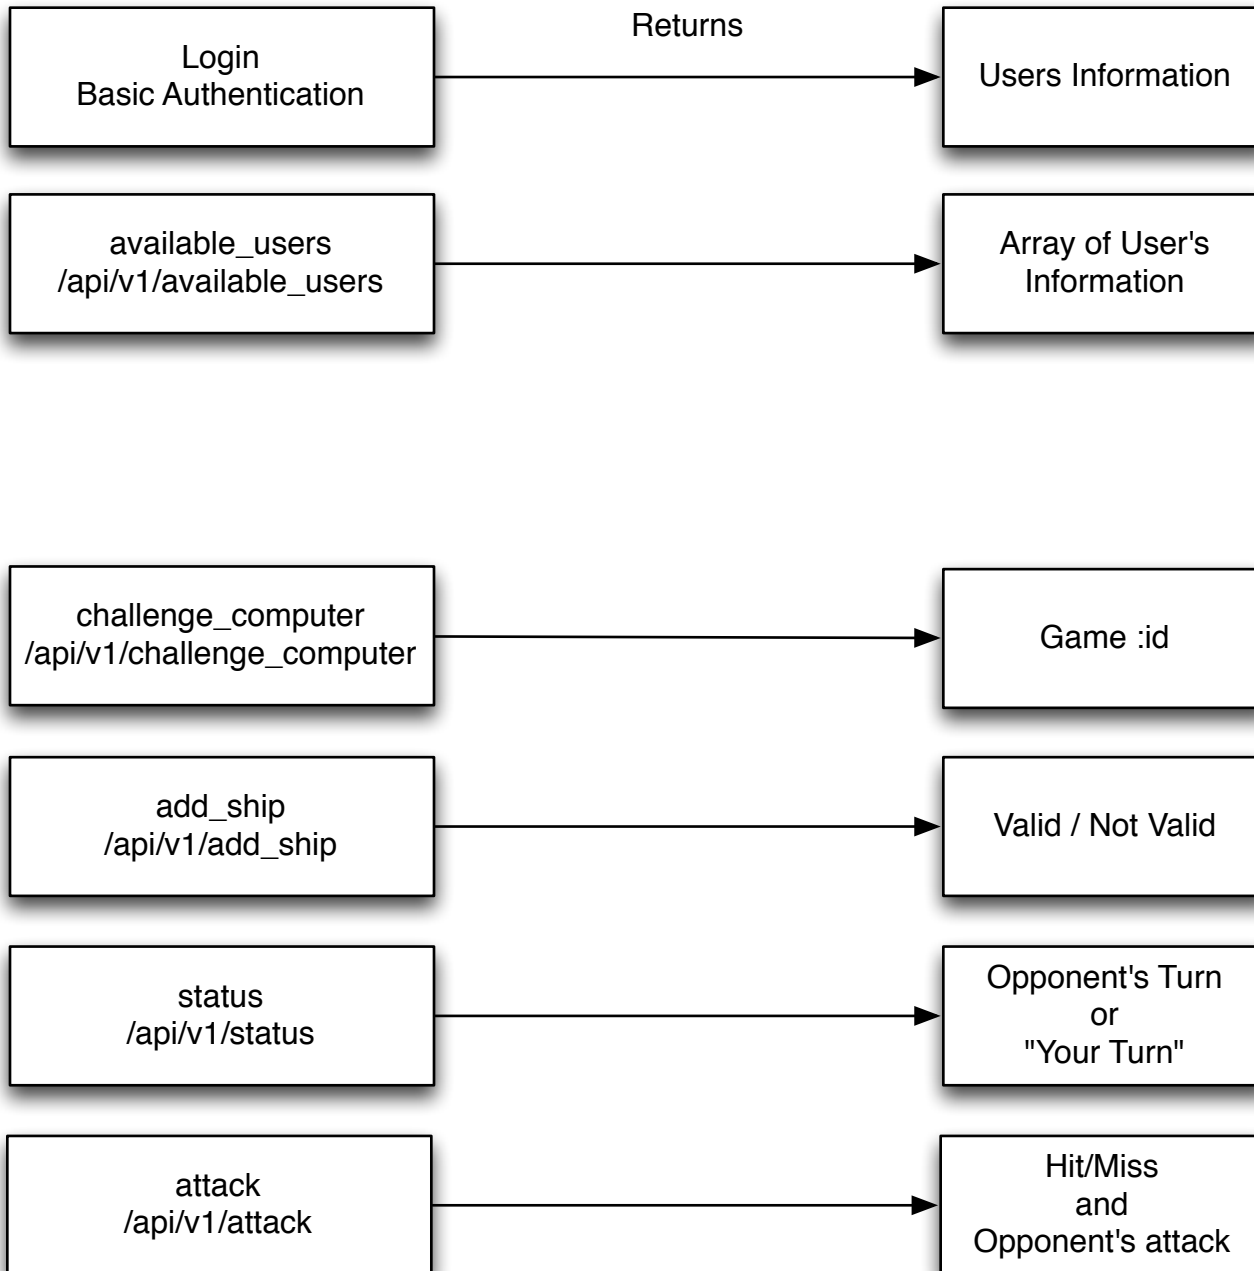 Returns
Login
Basic Authentication
Users Information
available_users
/api/v1/available_users
Array of User's
Information
challenge_computer
/api/v1/challenge_computer
Game :id
add_ship
/api/v1/add_ship
Valid / Not Valid
status
/api/v1/status
Opponent's Turn
or
"Your Turn"
attack
/api/v1/attack
Hit/Miss
and
Opponent's attack